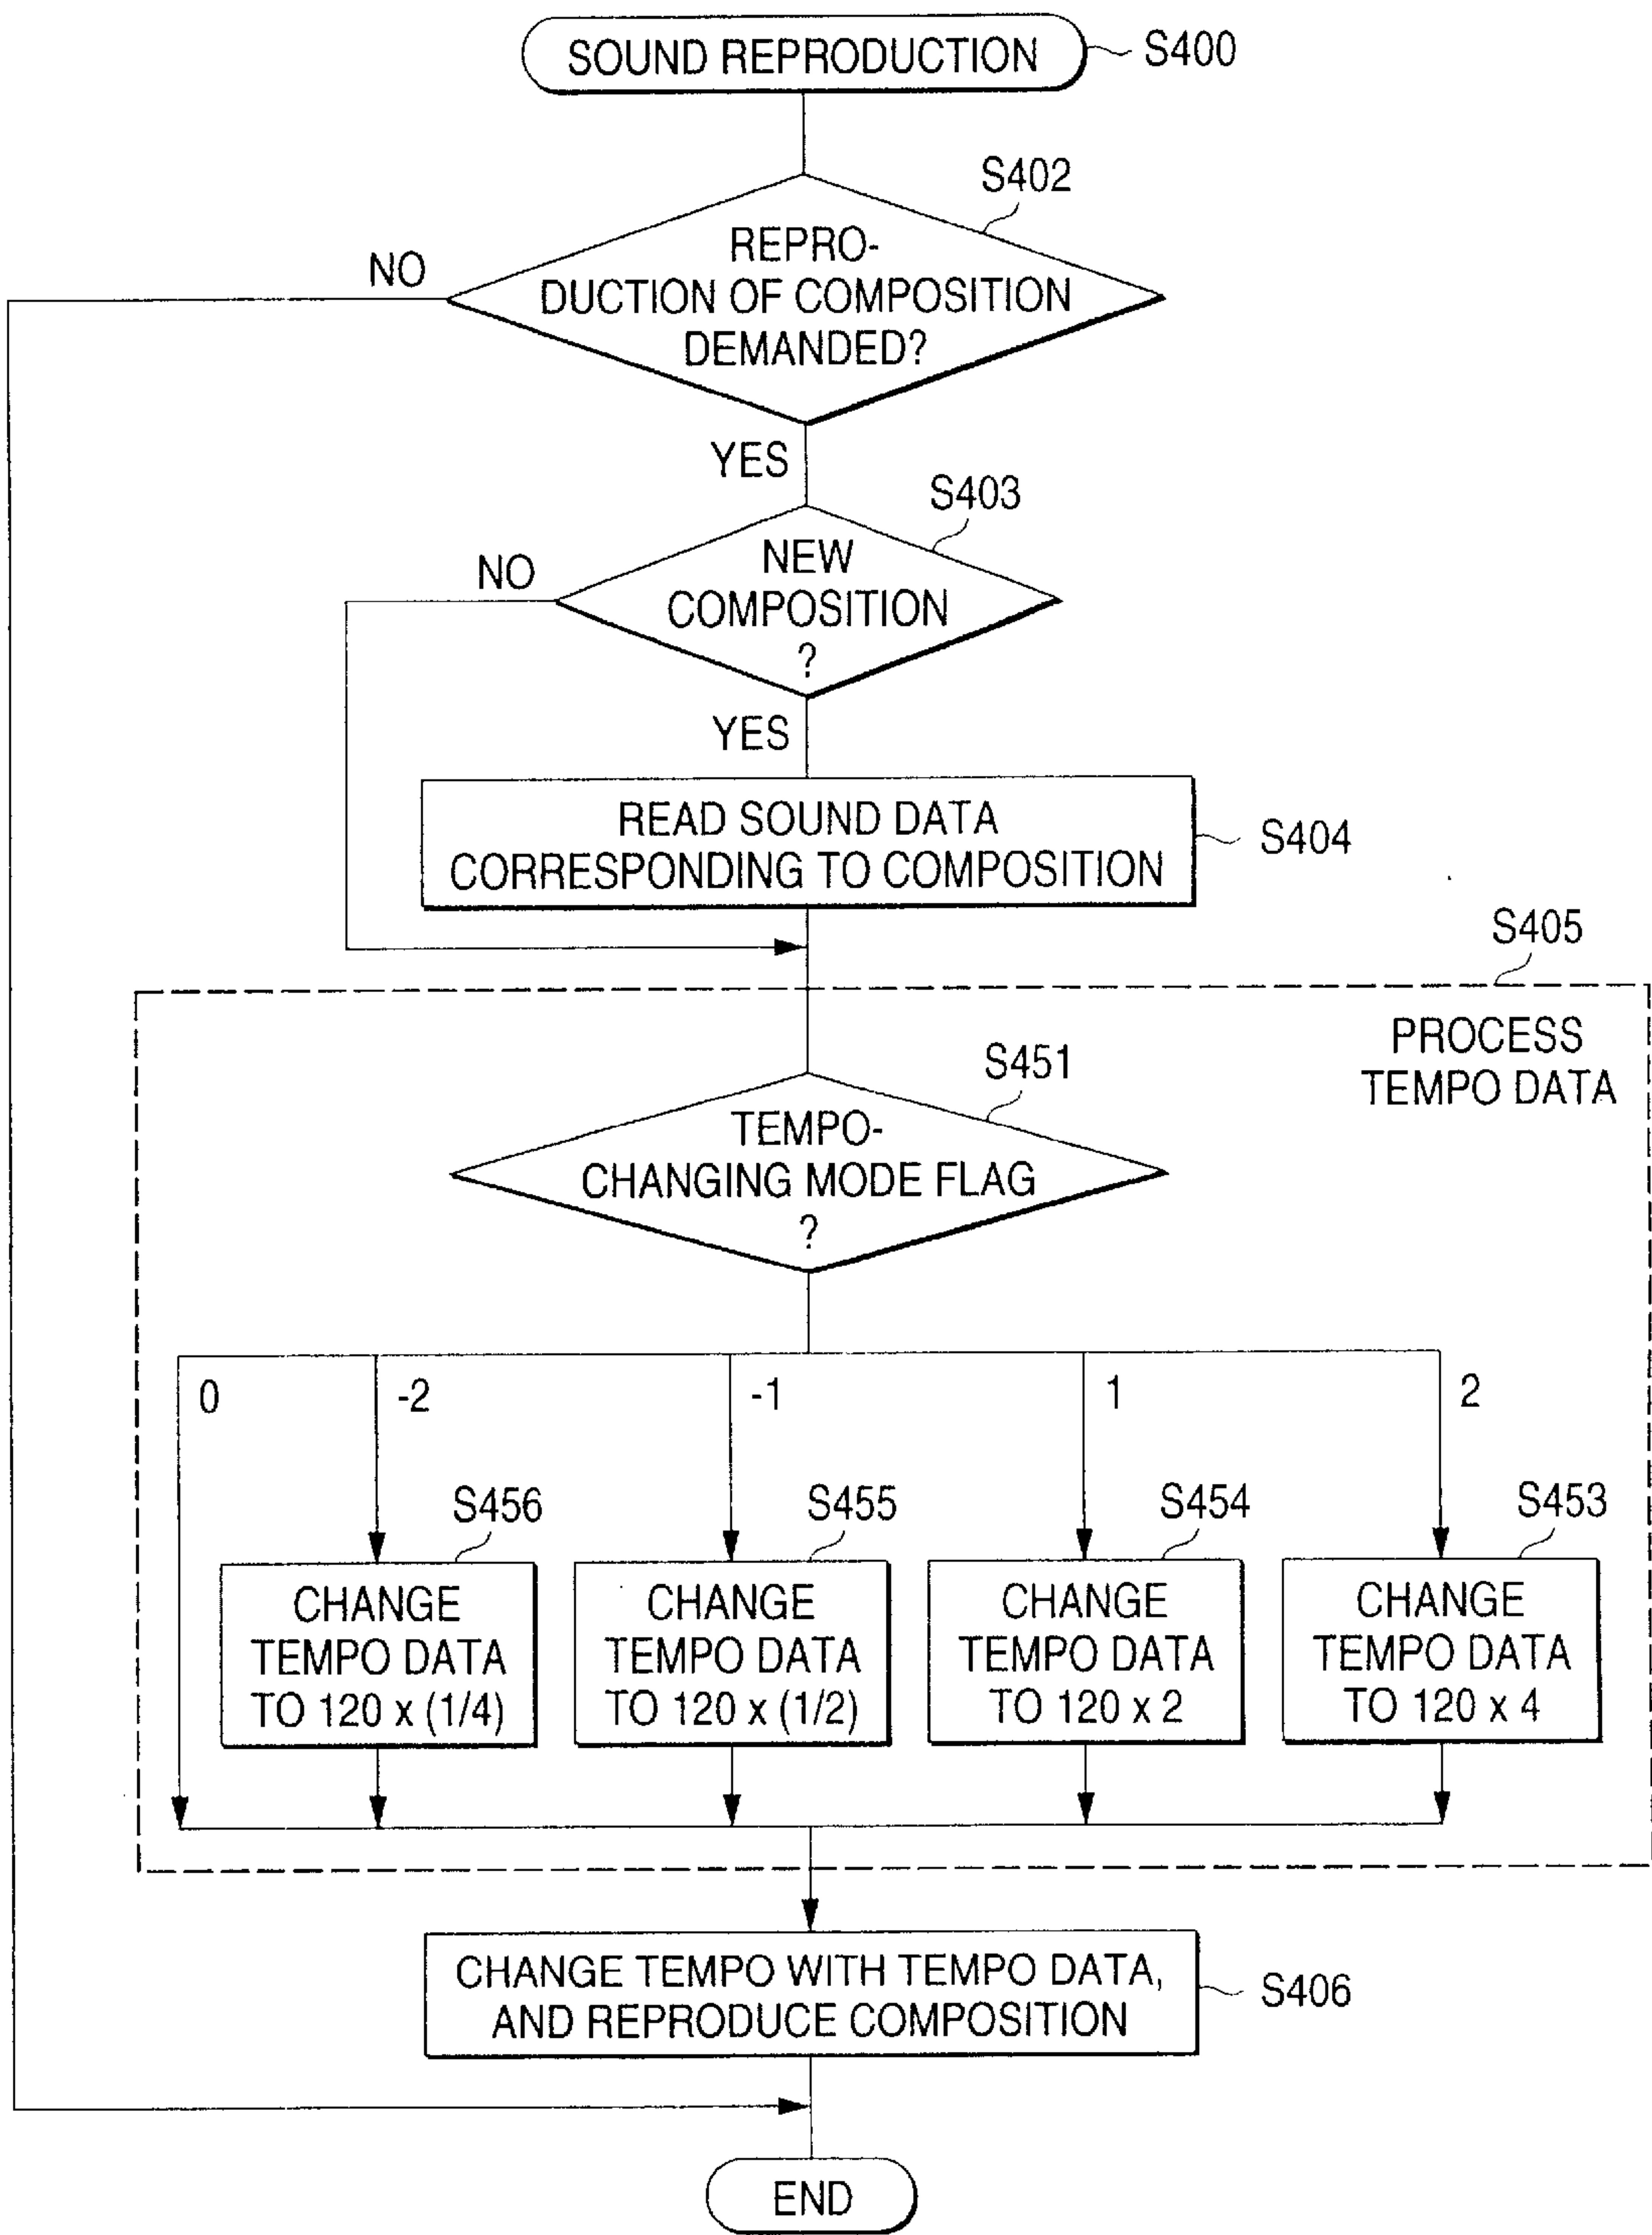 SOUND REPRODUCTION
S400
S402
REPRO-
DUCTION OF COMPOSITION
DEMANDED?
NO
YES
S403
NEW
COMPOSITION
?
NO
YES
READ SOUND DATA
CORRESPONDING TO COMPOSITION
S404
S405
PROCESS
TEMPO DATA
S451
TEMPO-
CHANGING MODE FLAG
?
0
-2
-1
1
2
S456
CHANGE
TEMPO DATA
TO 120 x (1/4)
S455
CHANGE
TEMPO DATA
TO 120 x (1/2)
S454
CHANGE
TEMPO DATA
TO 120 x 2
S453
CHANGE
TEMPO DATA
TO 120 x 4
CHANGE TEMPO WITH TEMPO DATA,
AND REPRODUCE COMPOSITION
S406
END